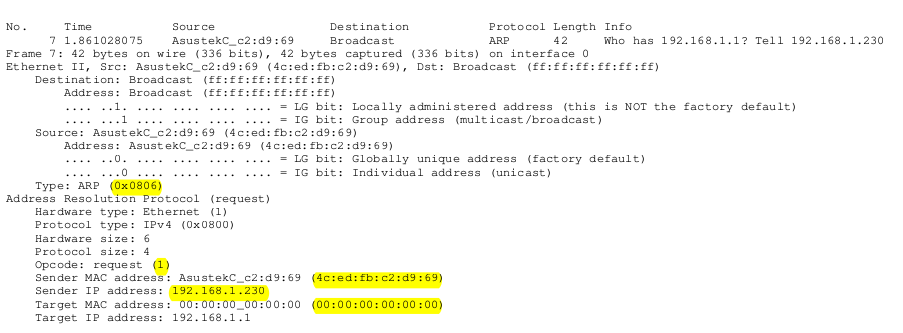 No. Time Source Destination Protocol Length Info
7 1.861028075 AsustekC_c2:d9:69 Broadcast ARP 42 Who has 192.168.1.1? Tell 192.168.1.230
Frame 7: 42 bytes on wire (336 bits), 42 bytes captured (336 bits) on interface 0
Ethernet II, Src: AsustekC_c2:d9:69 (4c:ed:fb:c2:d9:69), Dst: Broadcast (ff:ff:ff:ff:ff:ff)
Destination: Broadcast (ff:ff:ff:ff:ff:ff)
Address: Broadcast (ff:ff:ff:ff:ff:ff)
.... ..1. .... .... .... .... = LG bit: Locally administered address (this is NOT the factory default)
.... ...1 .... .... .... .... = IG bit: Group address (multicast/broadcast)
Source: AsustekC_c2:d9:69 (4c:ed:fb:c2:d9:69)
Address: AsustekC_c2:d9:69 (4c:ed:fb:c2:d9:69)
.... ..0. .... .... .... .... = LG bit: Globally unique address (factory default)
.... ...0 .... .... .... .... = IG bit: Individual address (unicast)
Type: ARP (0x0806)
Address Resolution Protocol (request)
Hardware type: Ethernet (1)
Protocol type: IPv4 (0x0800)
Hardware size: 6
Protocol size: 4
Opcode: request (1)
Sender MAC address: AsustekC_c2:d9:69 (4c:ed:fb:c2:d9:69)
Sender IP address: 192.168.1.230
Target MAC address: 00:00:00_00:00:00 (00:00:00:00:00:00)
Target IP address: 192.168.1.1